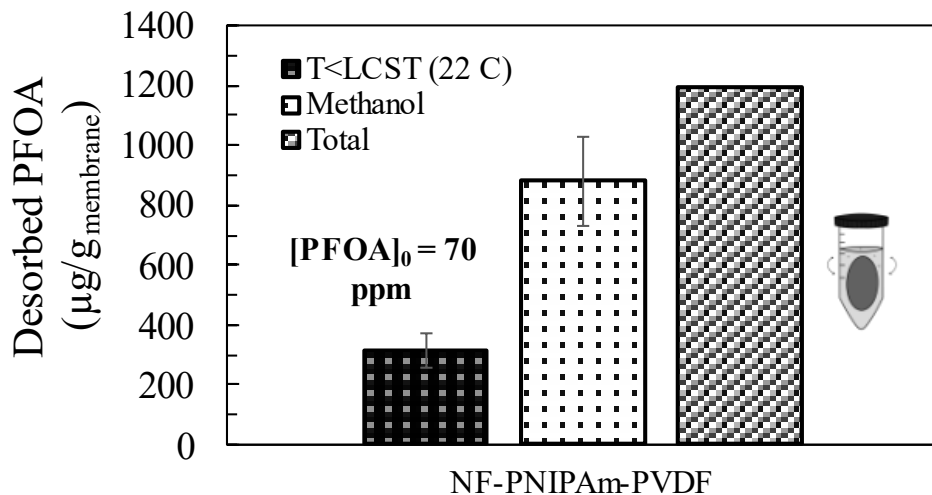 Desorbed PFOA
(µg/g membrane)
1400
1200
1000
800
600
400
200
0
T<LCST (22 C)
Methanol
Total
[PFOA]₀ = 70
ppm
NF-PNIPAm-PVDF